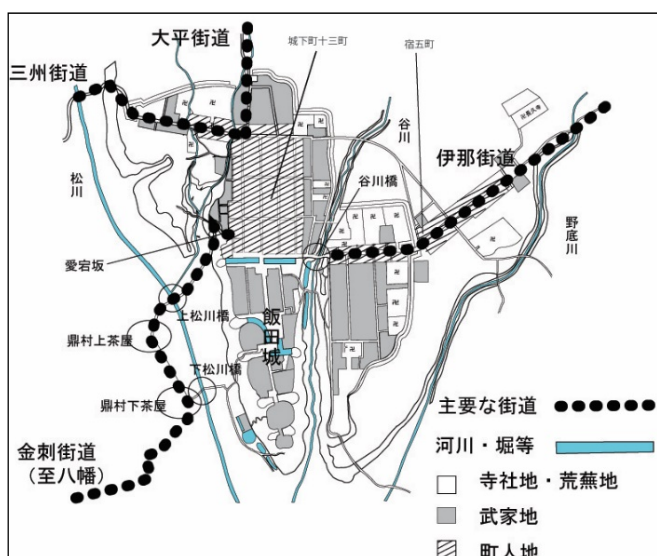 大平街道
城下町十三町
宿五町
三州街道
谷川
伊那街道
松川
谷川橋
野底川
愛宕坂
飯田城
上松川橋
鼎村上茶屋
下松川橋
鼎村下茶屋
金刺街道
(至八幡)
主要な街道
河川・堀等
寺社地・荒蕪地
武家地
町人地